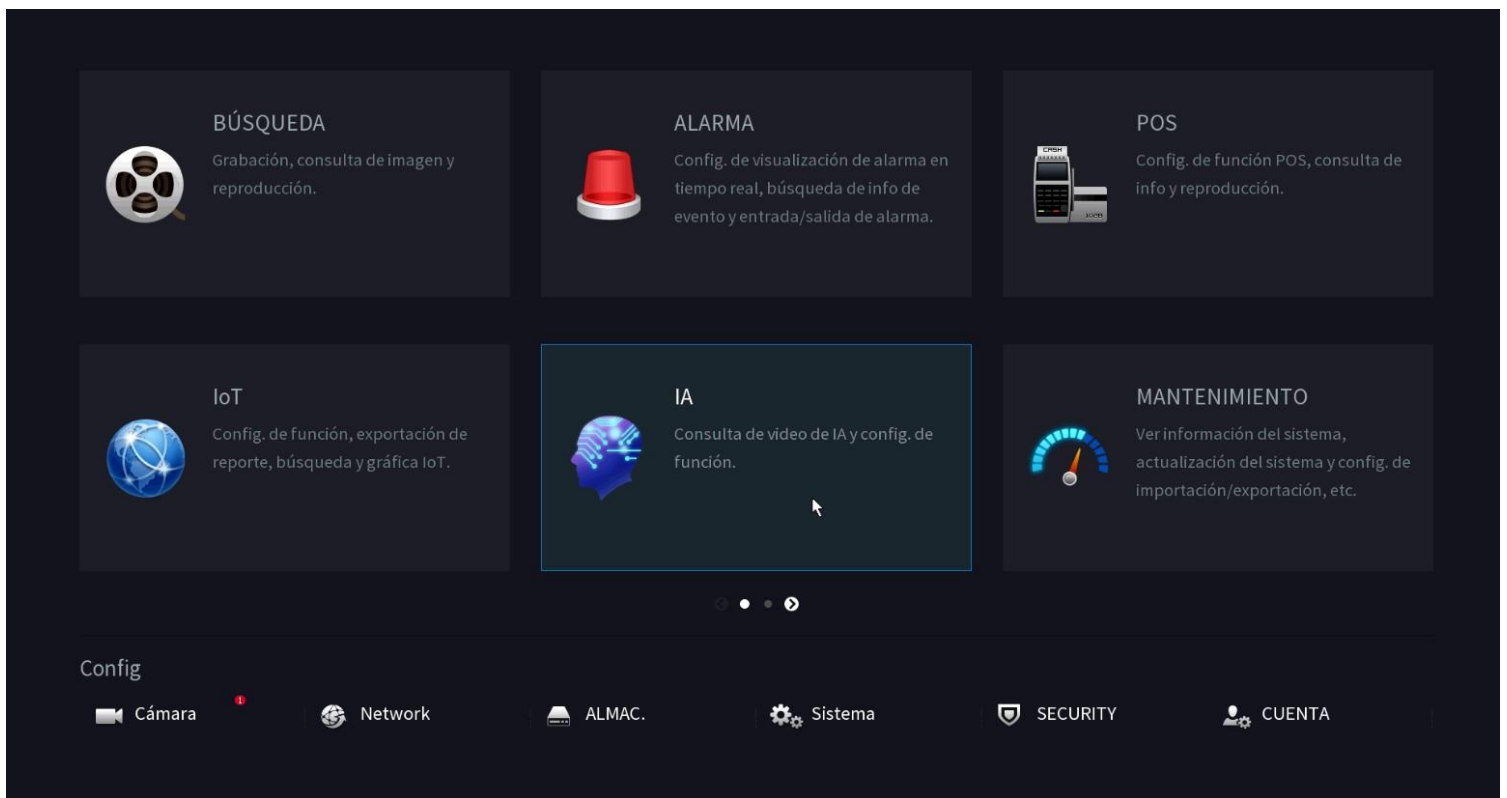 BÚSQUEDA
Grabación, consulta de imagen y
reproducción.
ALARMA
Config. de visualización de alarma en
tiempo real, búsqueda de info de
evento y entrada/salida de alarma.
CASH
POS
Config. de función POS, consulta de
info y reproducción.
IoT
Config. de función, exportación de
reporte, búsqueda y gráfica IoT.
IA
Consulta de video de IA y config. de
función.
MANTENIMIENTO
Ver información del sistema,
actualización del sistema y config. de
importación/exportación, etc.
Config
Cámara
1
Network
ALMAC.
Sistema
SECURITY
CUENTA